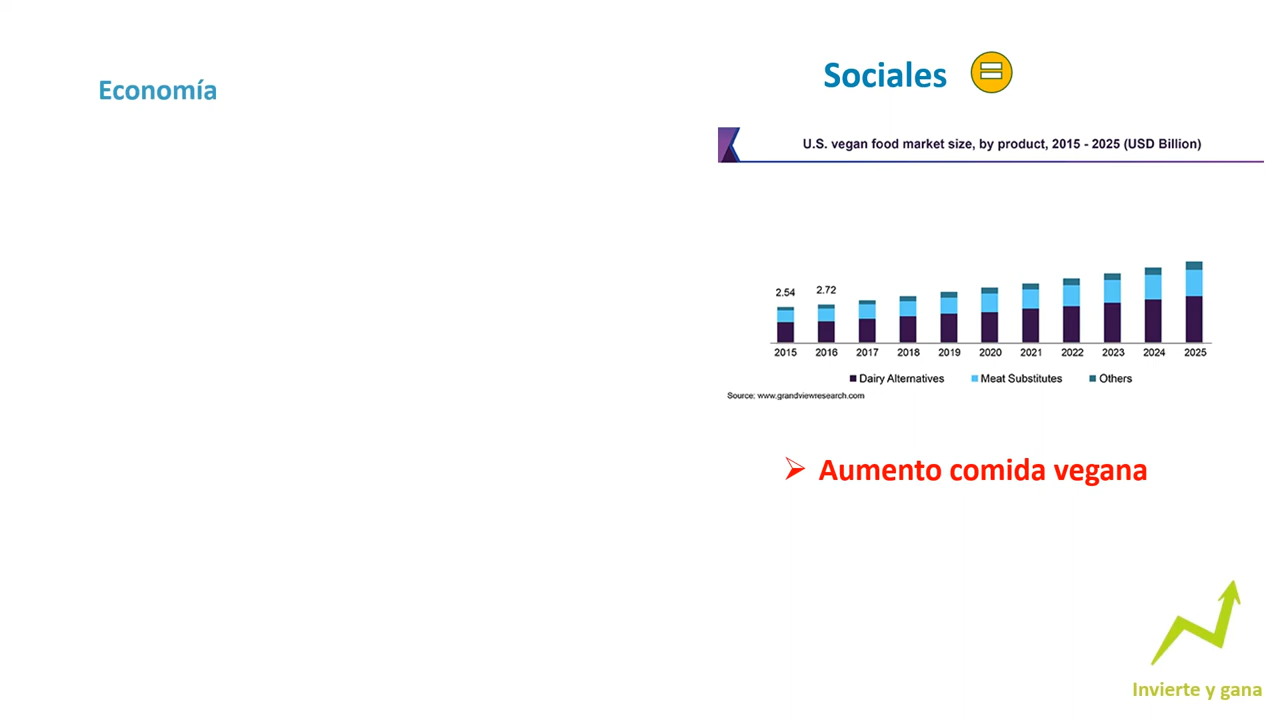 Economía
Sociales
U.S. vegan food market size, by product, 2015 - 2025 (USD Billion)
2.54 2.72
2015 2016 2017 2018 2019 2020 2021 2022 2023 2024 2025
Dairy Alternatives Meat Substitutes Others
Source: www.grandviewresearch.com
Aumento comida vegana
Invierte y gana